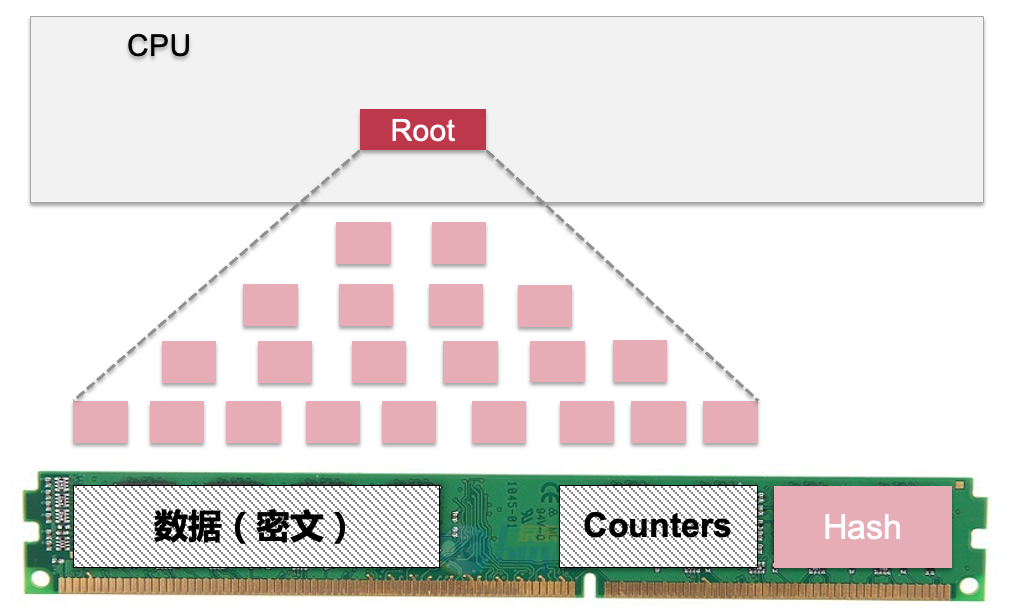 CPU
Root
数据（密文）
Counters
Hash